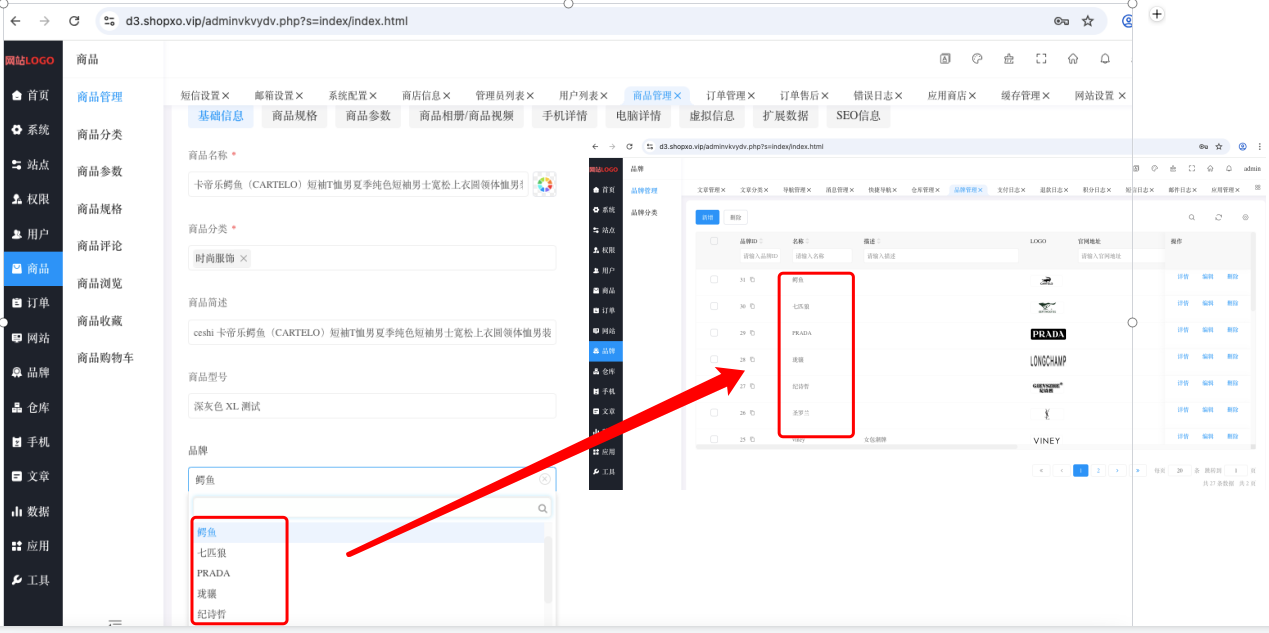 d3.shopxo.vip/adminvkvydv.php?s=index/index.html
网站LOGO
商品
首页
系统
站点
权限
用户
商品
订单
网站
品牌
仓库
手机
文章
数据
应用
工具
商品管理
商品分类
商品参数
商品规格
商品评论
商品浏览
商品收藏
商品购物车
短信设置× 邮箱设置× 系统配置× 商店信息× 管理员列表× 用户列表× 商品管理× 订单管理× 订单售后× 错误日志× 应用商店× 缓存管理× 网站设置×
基础信息 商品规格 商品参数 商品相册/商品视频 手机详情 电脑详情 虚拟信息 扩展数据 SEO信息
商品名称 *
卡帝乐鳄鱼（CARTELO）短袖T恤男夏季纯色短袖男士宽松上衣圆领体恤男
商品分类 *
时尚服饰 ×
商品简述
ceshi 卡帝乐鳄鱼（CARTELO）短袖T恤男夏季纯色短袖男士宽松上衣圆领体恤男装
商品型号
深灰色 XL 测试
品牌
鳄鱼
鳄鱼
七匹狼
PRADA
珑骧
纪诗哲
d3.shopxo.vip/adminvkvydv.php?s=index/index.html
网站LOGO
品牌
admin
首页
系统
站点
权限
用户
商品
订单
网站
品牌
仓库
手机
文章
应用
工具
品牌管理
品牌分类
文章管理× 文章分类× 导航管理× 消息管理× 快捷导航× 仓库管理× 品牌管理× 支付日志× 退款日志× 积分日志× 短信日志× 邮件日志× 应用管理×
新增 删除
品牌ID 名称 描述 LOGO 官网地址 操作
请输入品牌ID 请输入名称 请输入描述 请输入官网地址
31 鳄鱼 详情 编辑 删除
30 七匹狼 详情 编辑 删除
29 PRADA PRADA 详情 编辑 删除
28 珑骧 LONGCHAMP 详情 编辑 删除
27 纪诗哲 详情 编辑 删除
26 圣罗兰 详情 编辑 删除
25 viney 女包潮牌 VINEY 详情 编辑 删除
« ‹ 1 2 › » 每页 20 条 跳转到 1 页
共 27 条数据 共 2 页